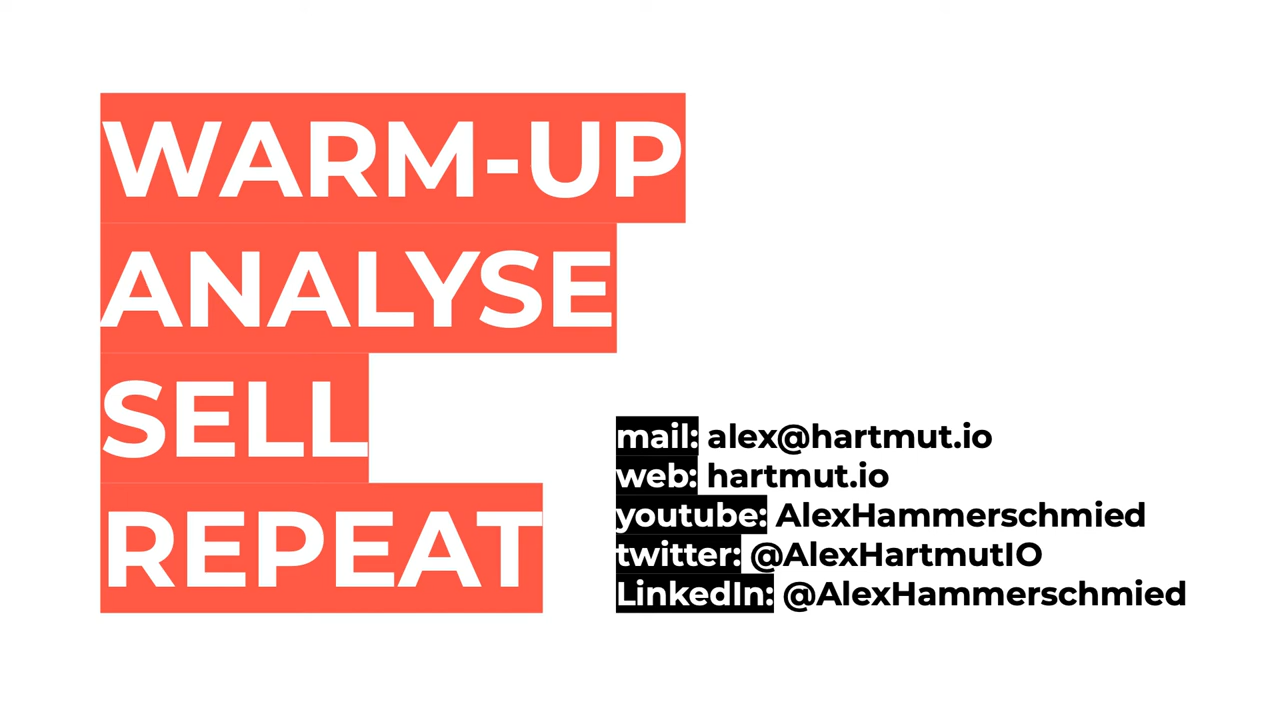 WARM-UP
ANALYSE
SELL
REPEAT
mail: alex@hartmut.io
web: hartmut.io
youtube: AlexHammerschmied
twitter: @AlexHartmutIO
LinkedIn: @AlexHammerschmied